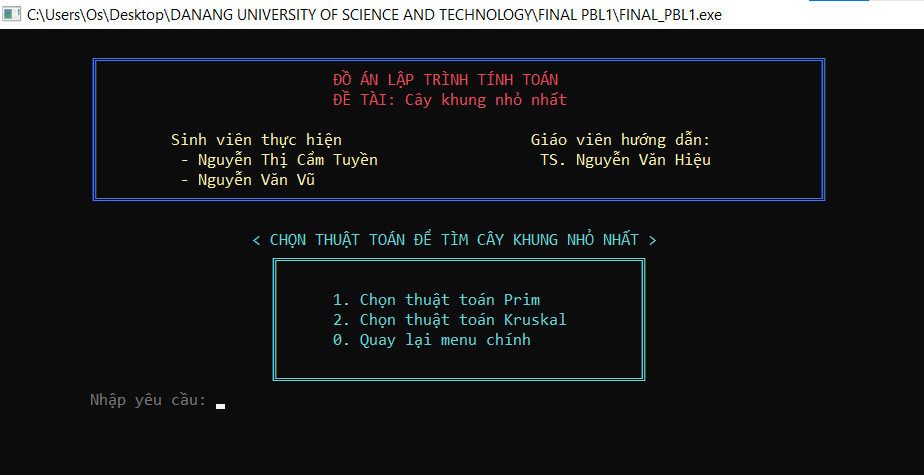 C:\Users\Os\Desktop\DANANG UNIVERSITY OF SCIENCE AND TECHNOLOGY\FINAL PBL1\FINAL_PBL1.exe
ĐỒ ÁN LẬP TRÌNH TÍNH TOÁN
ĐỀ TÀI: Cây khung nhỏ nhất
Sinh viên thực hiện
- Nguyễn Thị Cẩm Tuyền
- Nguyễn Văn Vũ
Giáo viên hướng dẫn:
TS. Nguyễn Văn Hiệu
< CHỌN THUẬT TOÁN ĐỂ TÌM CÂY KHUNG NHỎ NHẤT >
1. Chọn thuật toán Prim
2. Chọn thuật toán Kruskal
0. Quay lại menu chính
Nhập yêu cầu: